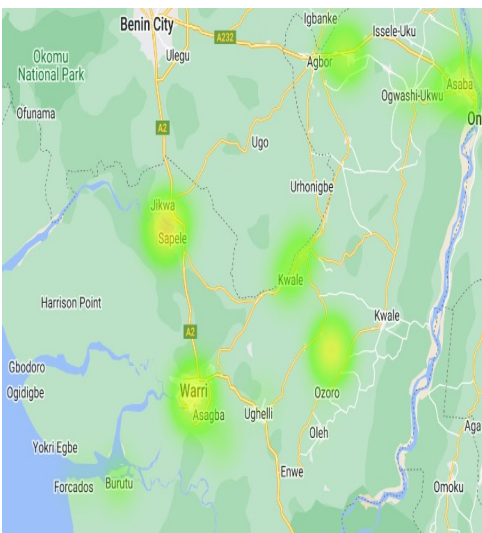 Igbanke
Benin City
A232
Issele-Uku
Okomu
National Park
Ulegu
Agbor
Asaba
Ogwashi-Ukwu
Ofunama
On
A2
Ugo
Urhonigbe
Jikwa
Sapele
Kwale
Harrison Point
Kwale
A2
Gbodoro
Ogidigbe
Warri
Ozoro
Asagba
Ughelli
Oleh
Aga
Yokri Egbe
Enwe
Forcados
Burutu
Omoku